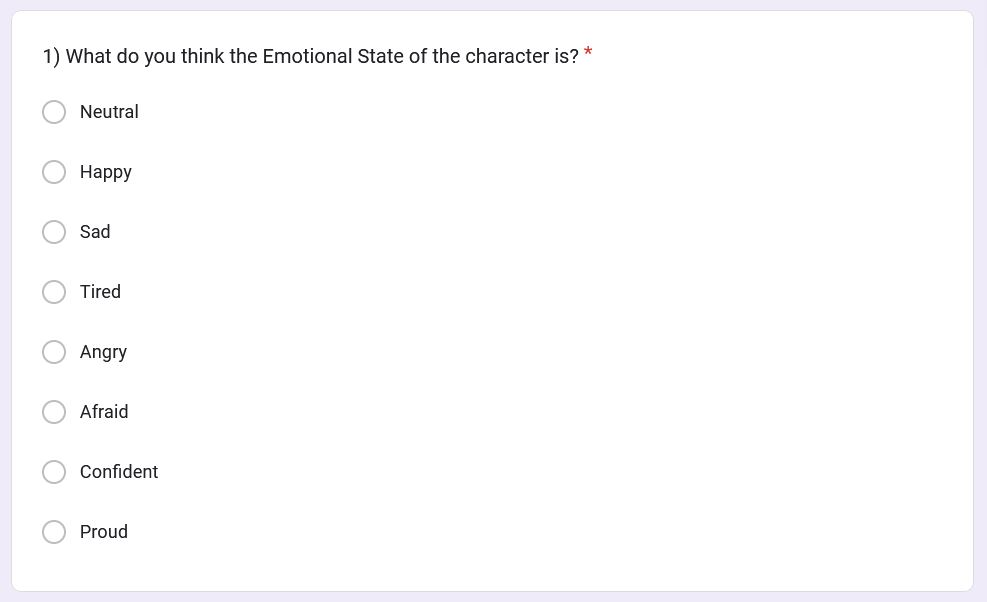 1) What do you think the Emotional State of the character is? *
Neutral
Happy
Sad
Tired
Angry
Afraid
Confident
Proud